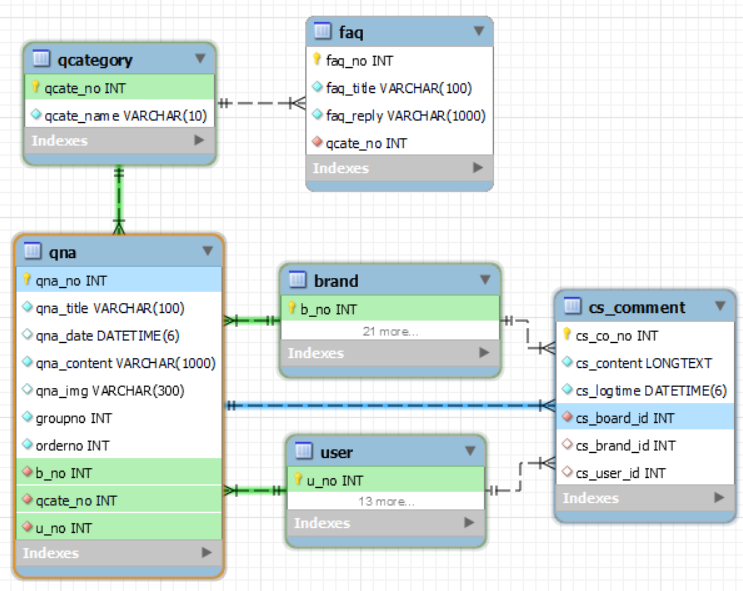 qcategory
qcate_no INT
qcate_name VARCHAR(10)
Indexes
faq
faq_no INT
faq_title VARCHAR(100)
faq_reply VARCHAR(1000)
qcate_no INT
Indexes
qna
qna_no INT
qna_title VARCHAR(100)
qna_date DATETIME(6)
qna_content VARCHAR(1000)
qna_img VARCHAR(300)
groupno INT
orderno INT
b_no INT
qcate_no INT
u_no INT
Indexes
brand
b_no INT
21 more...
Indexes
user
u_no INT
13 more...
Indexes
cs_comment
cs_co_no INT
cs_content LONGTEXT
cs_logtime DATETIME(6)
cs_board_id INT
cs_brand_id INT
cs_user_id INT
Indexes